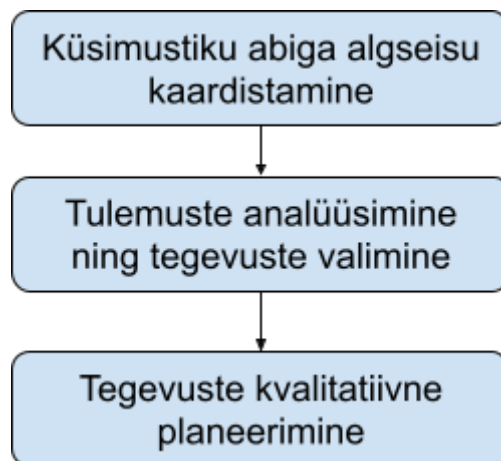 Küsimustiku abiga algseisu
kaardistamine
Tulemuste analüüsimine
ning tegevuste valimine
Tegevuste kvalitatiivne
planeerimine